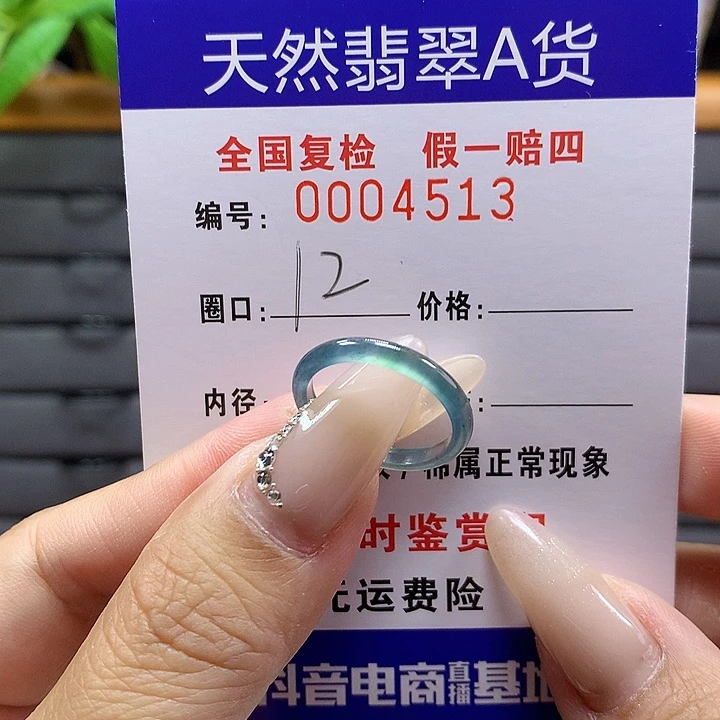 天然翡翠A货
全国复检 假一赔四
编号: 0004513
圈口: 12 价格:
内径:
棉属正常现象
时鉴赏
运费险
抖音电商直播基地